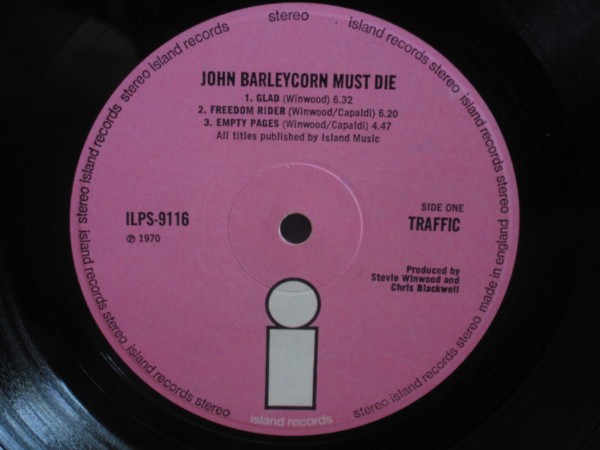 stereo
island records stereo island records stereo island records stereo island records stereo
island records stereo
made in england
stereo island records stereo
island records
JOHN BARLEYCORN MUST DIE
1. GLAD (Winwood) 6.32
2. FREEDOM RIDER (Winwood/Capaldi) 6.20
3. EMPTY PAGES (Winwood/Capaldi) 4.47
All titles published by Island Music
ILPS-9116
℗ 1970
SIDE ONE
TRAFFIC
Produced by
Stevie Winwood and
Chris Blackwell
i